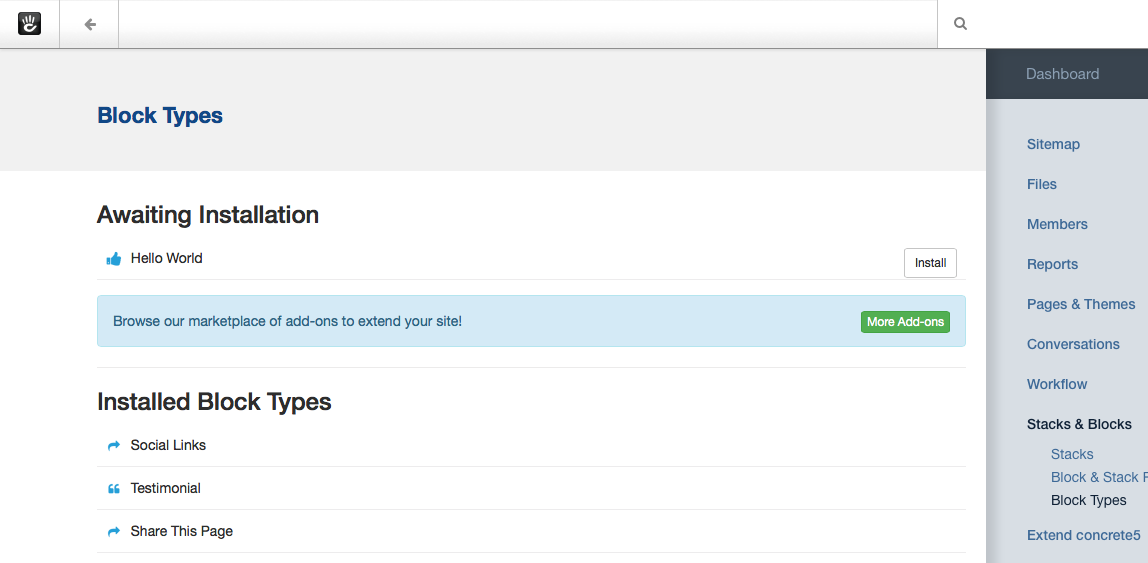 Dashboard
Block Types
Awaiting Installation
Hello World
Install
Browse our marketplace of add-ons to extend your site!
More Add-ons
Installed Block Types
Social Links
Testimonial
Share This Page
Sitemap
Files
Members
Reports
Pages & Themes
Conversations
Workflow
Stacks & Blocks
Stacks
Block & Stack
Block Types
Extend concrete5